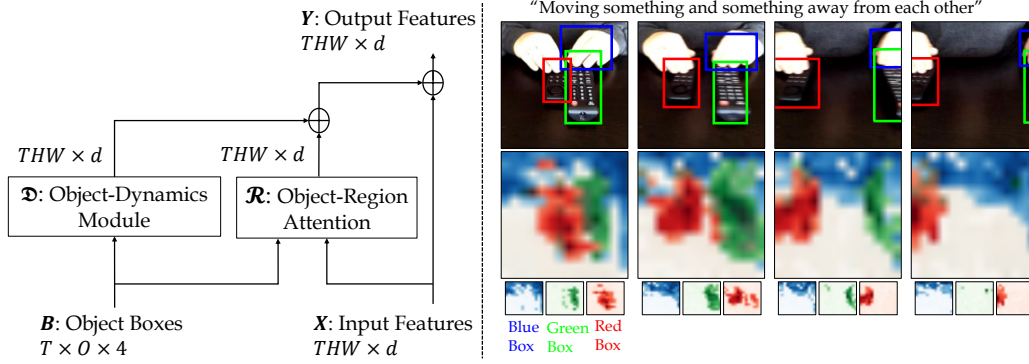 Y: Output Features
THW × d
THW × d
THW × d
𝕯: Object-Dynamics
Module
𝓡: Object-Region
Attention
B: Object Boxes
T × O × 4
X: Input Features
THW × d
“Moving something and something away from each other”
Blue
Box
Green
Box
Red
Box